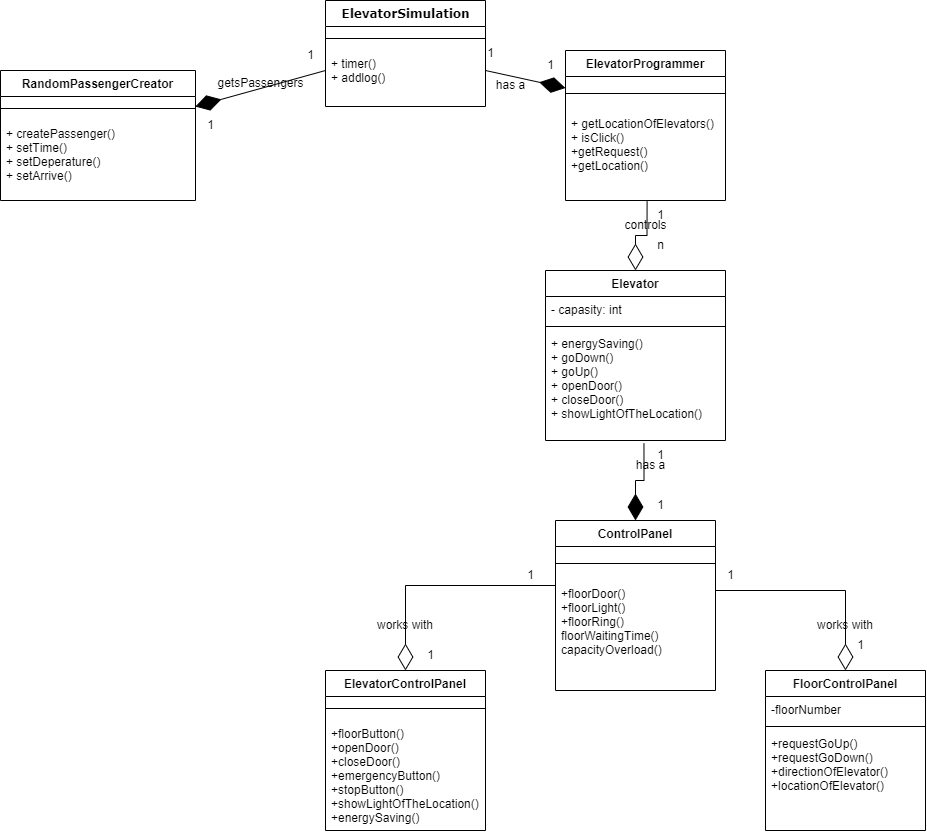 ElevatorSimulation
+ timer()
+ addlog()
1
getsPassengers
1
RandomPassengerCreator
+ createPassenger()
+ setTime()
+ setDeperature()
+ setArrive()
1
has a
1
ElevatorProgrammer
+ getLocationOfElevators()
+ isClick()
+getRequest()
+getLocation()
1
controls
n
Elevator
- capasity: int
+ energySaving()
+ goDown()
+ goUp()
+ openDoor()
+ closeDoor()
+ showLightOfTheLocation()
1
has a
1
ControlPanel
+floorDoor()
+floorLight()
+floorRing()
floorWaitingTime()
capacityOverload()
1
works with
1
ElevatorControlPanel
+floorButton()
+openDoor()
+closeDoor()
+emergencyButton()
+stopButton()
+showLightOfTheLocation()
+energySaving()
1
works with
1
FloorControlPanel
-floorNumber
+requestGoUp()
+requestGoDown()
+directionOfElevator()
+locationOfElevator()